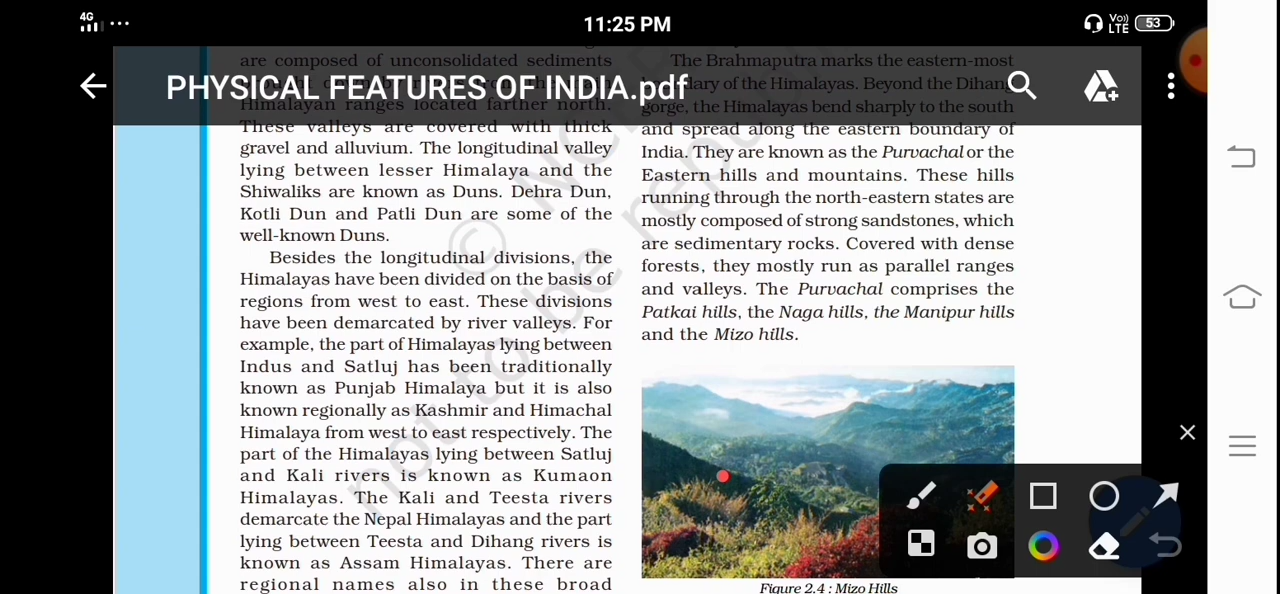 4G
11:25 PM
Vo))
LTE
53
PHYSICAL FEATURES OF INDIA.pdf
are composed of unconsolidated sediments
Himalayan ranges located farther north.
These valleys are covered with thick
gravel and alluvium. The longitudinal valley
lying between lesser Himalaya and the
Shiwaliks are known as Duns. Dehra Dun,
Kotli Dun and Patli Dun are some of the
well-known Duns.
Besides the longitudinal divisions, the
Himalayas have been divided on the basis of
regions from west to east. These divisions
have been demarcated by river valleys. For
example, the part of Himalayas lying between
Indus and Satluj has been traditionally
known as Punjab Himalaya but it is also
known regionally as Kashmir and Himachal
Himalaya from west to east respectively. The
part of the Himalayas lying between Satluj
and Kali rivers is known as Kumaon
Himalayas. The Kali and Teesta rivers
demarcate the Nepal Himalayas and the part
lying between Teesta and Dihang rivers is
known as Assam Himalayas. There are
regional names also in these broad
The Brahmaputra marks the eastern-most
of the Himalayas. Beyond the Dihang
gorge, the Himalayas bend sharply to the south
and spread along the eastern boundary of
India. They are known as the Purvachal or the
Eastern hills and mountains. These hills
running through the north-eastern states are
mostly composed of strong sandstones, which
are sedimentary rocks. Covered with dense
forests, they mostly run as parallel ranges
and valleys. The Purvachal comprises the
Patkai hills, the Naga hills, the Manipur hills
and the Mizo hills.
Figure 2.4 : Mizo Hills
© NCE
not to be repu